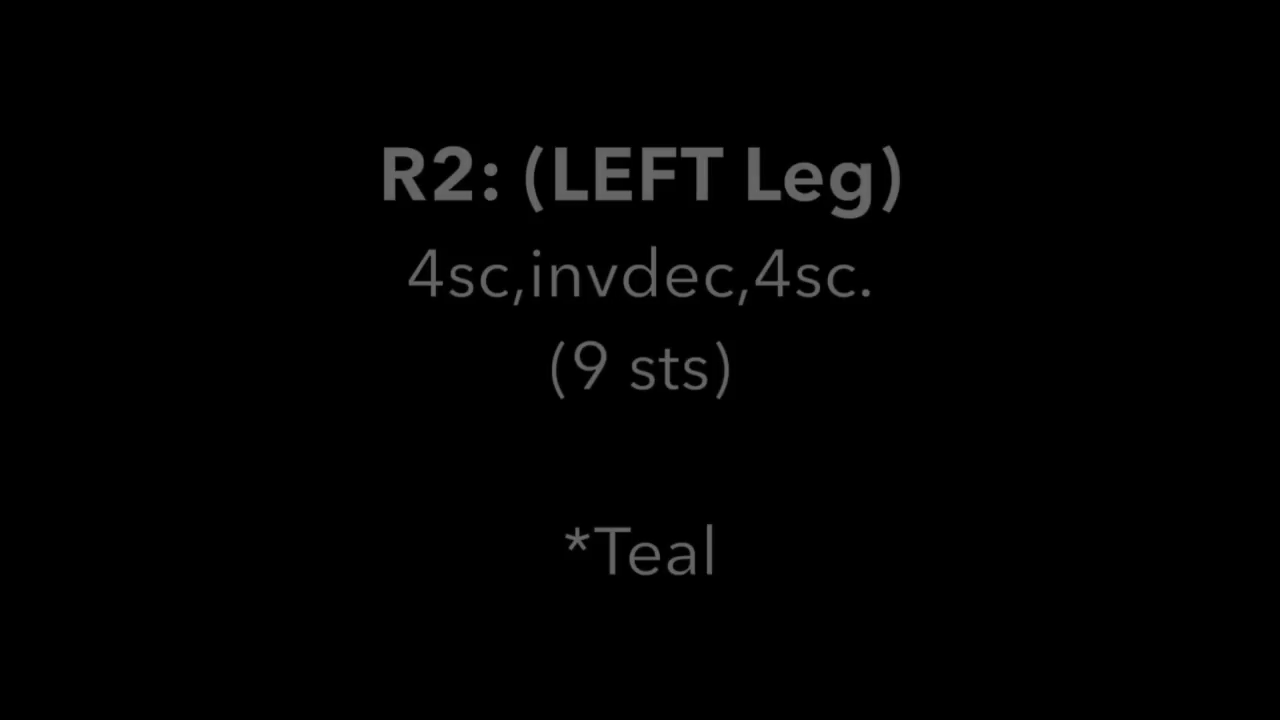 R2: (LEFT Leg)
4sc,invdec,4sc.
(9 sts)
*Teal